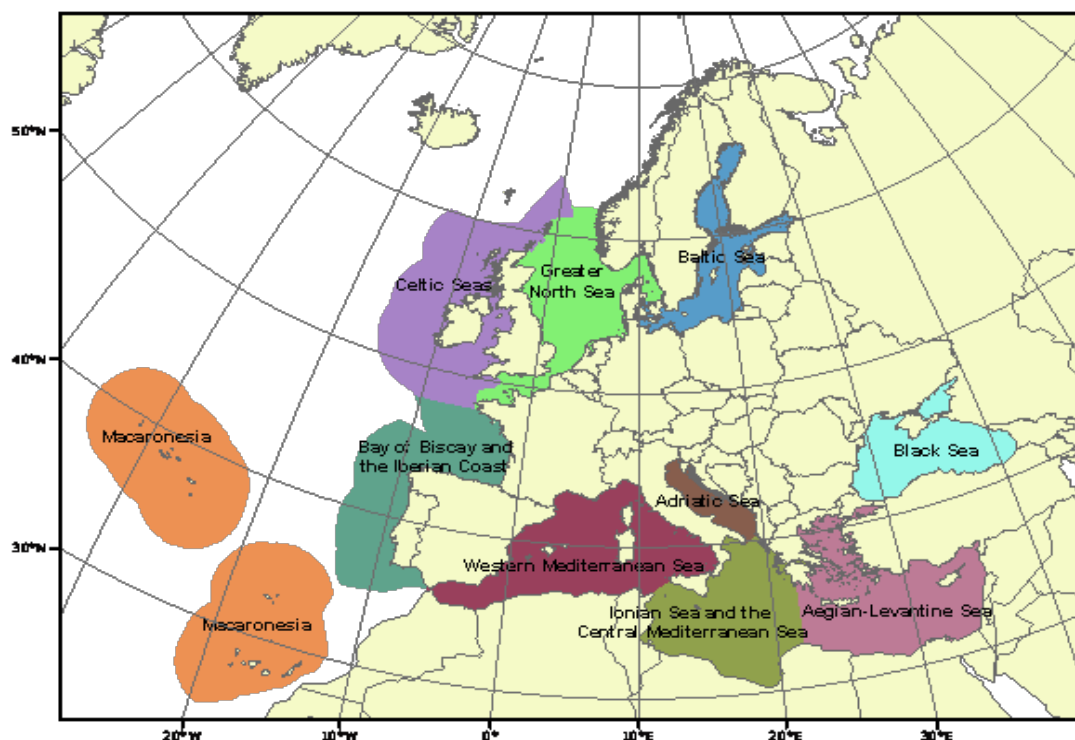 50°N
Celtic Seas
Greater
North Sea
Baltic Sea
40°N
Macaronesia
Bay of Biscay and
the Iberian Coast
Black Sea
Adriatic Sea
30°N
Western Mediterranean Sea
Macaronesia
Ionian Sea and the
Central Mediterranean Sea
Aegian-Levantine Sea
20°W
10°W
0°
10°E
20°E
30°E